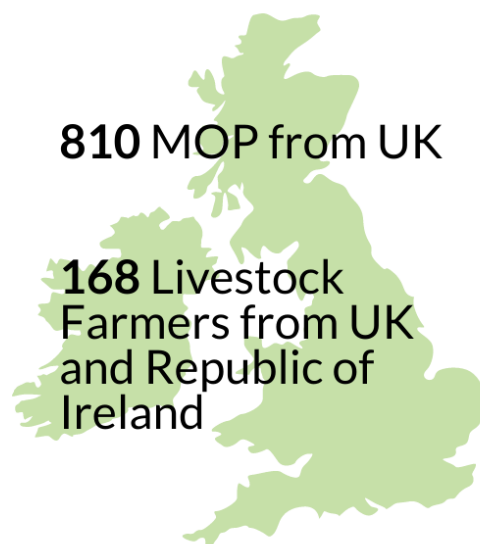 810 MOP from UK
168 Livestock
Farmers from UK
and Republic of
Ireland